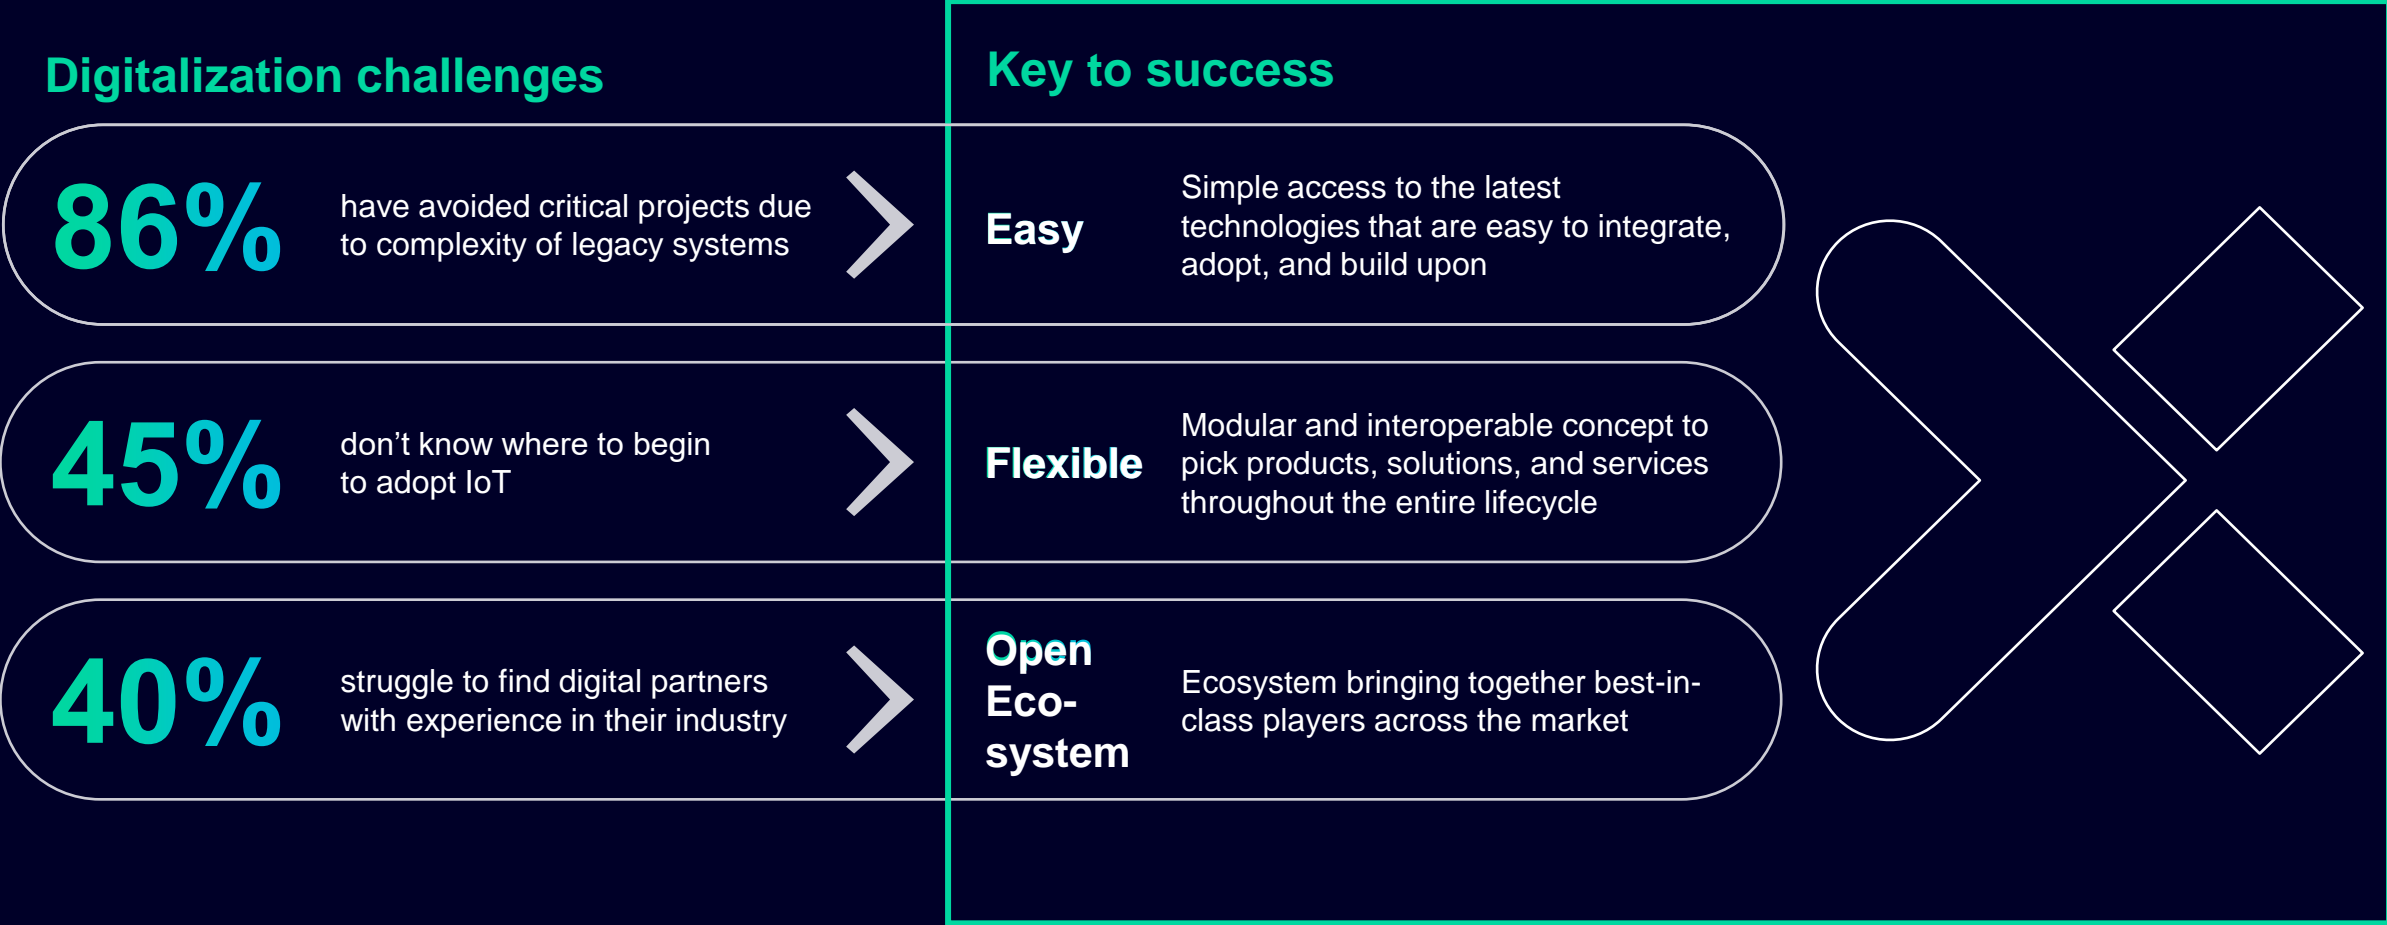 Digitalization challenges
Key to success
86%
have avoided critical projects due
to complexity of legacy systems
Easy
Simple access to the latest
technologies that are easy to integrate,
adopt, and build upon
45%
don’t know where to begin
to adopt IoT
Flexible
Modular and interoperable concept to
pick products, solutions, and services
throughout the entire lifecycle
40%
struggle to find digital partners
with experience in their industry
Open
Eco-
system
Ecosystem bringing together best-in-
class players across the market